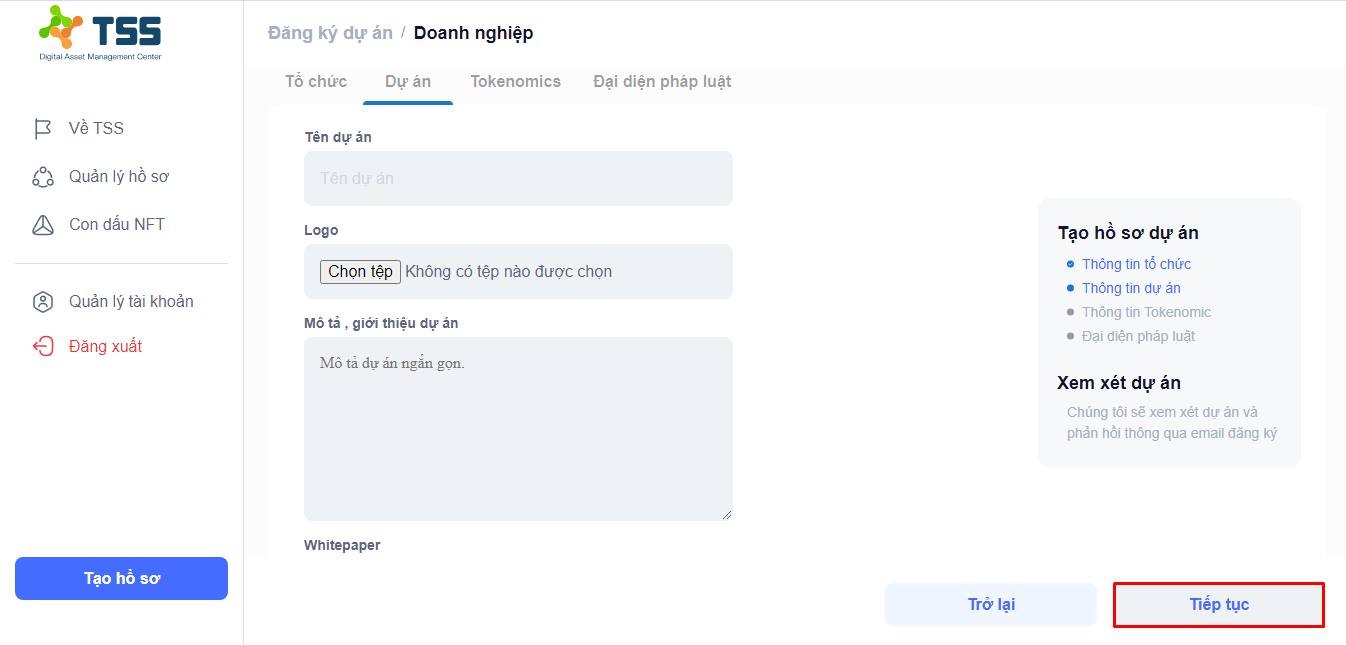 TSS
Digital Asset Management Center
Về TSS
Quản lý hồ sơ
Con dấu NFT
Quản lý tài khoản
Đăng xuất
Tạo hồ sơ
Đăng ký dự án / Doanh nghiệp
Tổ chức Dự án Tokenomics Đại diện pháp luật
Tên dự án
Tên dự án
Logo
Chọn tệp Không có tệp nào được chọn
Mô tả , giới thiệu dự án
Mô tả dự án ngắn gọn.
Whitepaper
Tạo hồ sơ dự án
Thông tin tổ chức
Thông tin dự án
Thông tin Tokenomic
Đại diện pháp luật
Xem xét dự án
Chúng tôi sẽ xem xét dự án và
phản hồi thông qua email đăng ký
Trở lại Tiếp tục